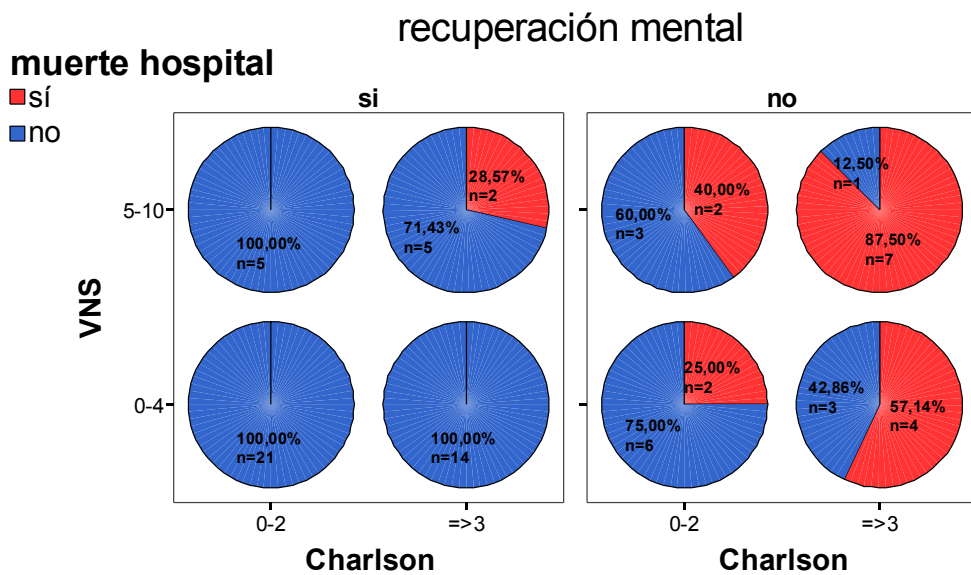 recuperación mental
muerte hospital
sí
no
si
no
VNS
5-10
100,00%
n=5
28,57%
n=2
71,43%
n=5
40,00%
n=2
60,00%
n=3
12,50%
n=1
87,50%
n=7
0-4
100,00%
n=21
100,00%
n=14
25,00%
n=2
75,00%
n=6
42,86%
n=3
57,14%
n=4
0-2
=>3
0-2
=>3
Charlson
Charlson